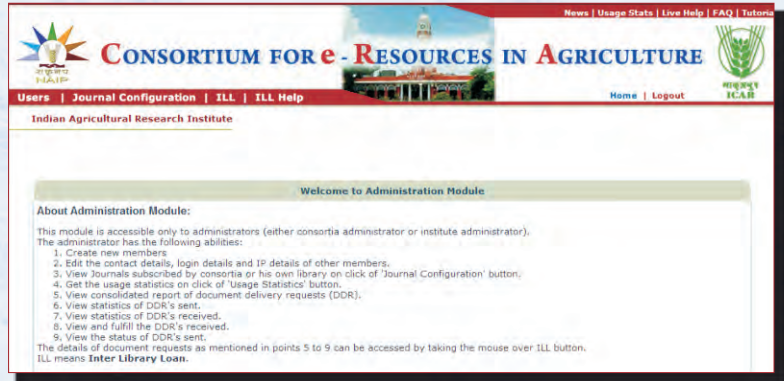 News | Usage Stats | Live Help | FAQ | Tutoria
CONSORTIUM FOR e - RESOURCES IN AGRICULTURE
NAIP
ICAR
Users | Journal Configuration | ILL | ILL Help
Home | Logout
Indian Agricultural Research Institute
Welcome to Administration Module
About Administration Module:
This module is accessible only to administrators (either consortia administrator or institute administrator).
The administrator has the following abilities:
1. Create new members
2. Edit the contact details, login details and IP details of other members.
3. View Journals subscribed by consortia or his own library on click of 'Journal Configuration' button.
4. Get the usage statistics on click of 'Usage Statistics' button.
5. View consolidated report of document delivery requests (DDR).
6. View statistics of DDR's sent.
7. View statistics of DDR's received.
8. View and fulfill the DDR's received.
9. View the status of DDR's sent.
The details of document requests as mentioned in points 5 to 9 can be accessed by taking the mouse over ILL button.
ILL means Inter Library Loan.